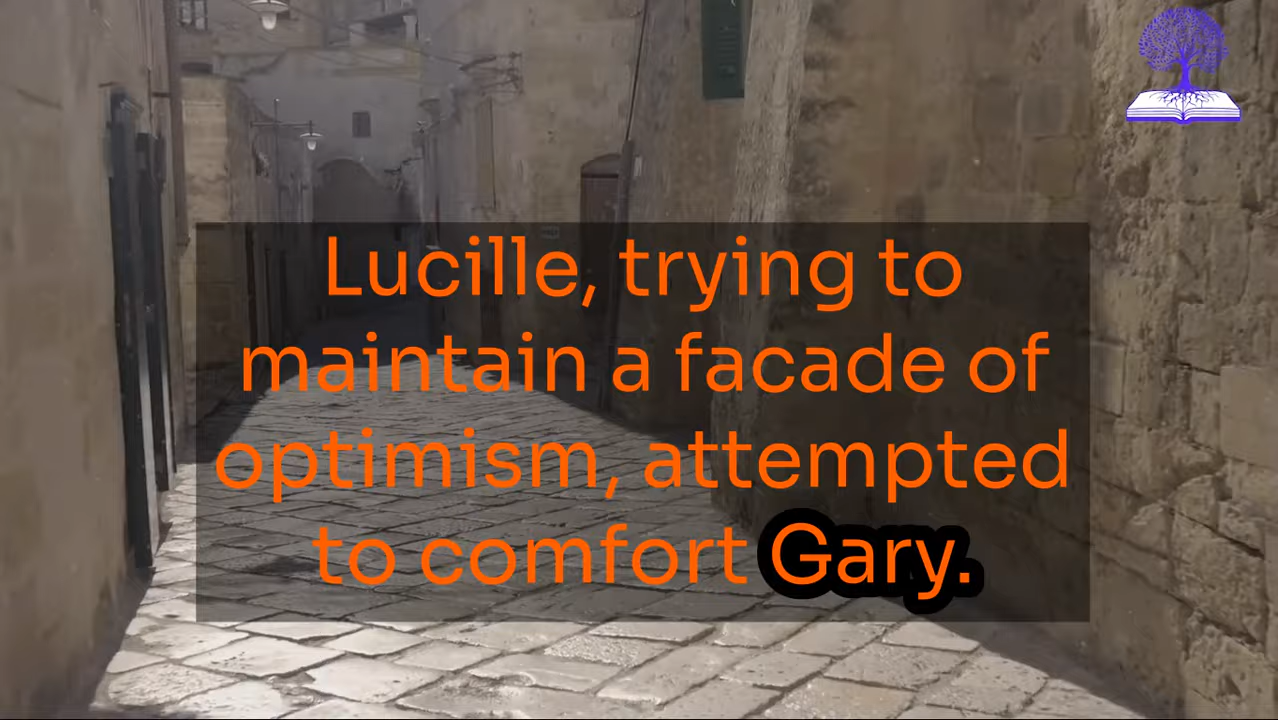 Lucille, trying to
maintain a facade of
optimism, attempted
to comfort Gary.